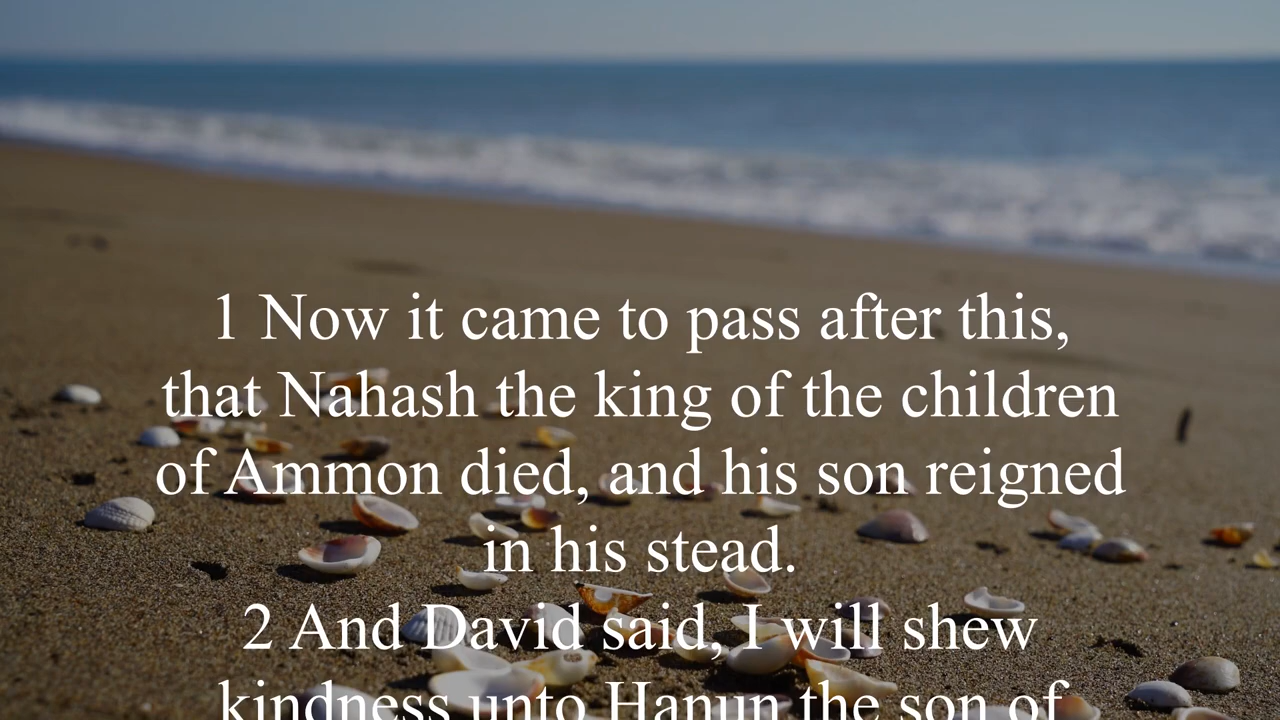 1 Now it came to pass after this,
that Nahash the king of the children
of Ammon died, and his son reigned
in his stead.
2 And David said, I will shew
kindness unto Hanun the son of